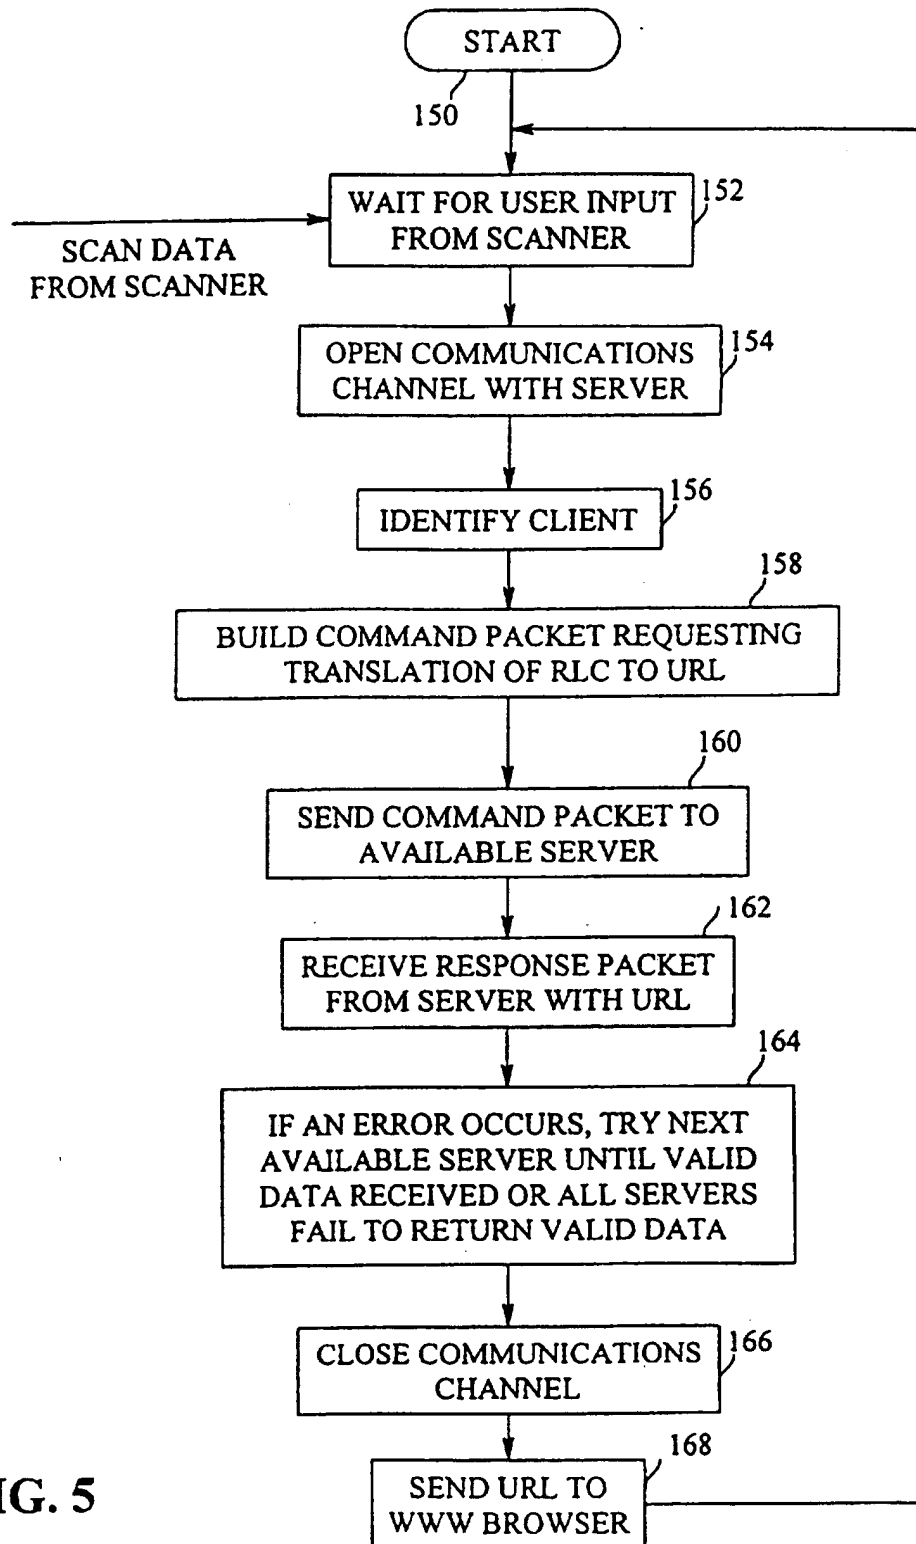 START
150
WAIT FOR USER INPUT
FROM SCANNER
152
SCAN DATA
FROM SCANNER
OPEN COMMUNICATIONS
CHANNEL WITH SERVER
154
IDENTIFY CLIENT
156
158
BUILD COMMAND PACKET REQUESTING
TRANSLATION OF RLC TO URL
160
SEND COMMAND PACKET TO
AVAILABLE SERVER
162
RECEIVE RESPONSE PACKET
FROM SERVER WITH URL
164
IF AN ERROR OCCURS, TRY NEXT
AVAILABLE SERVER UNTIL VALID
DATA RECEIVED OR ALL SERVERS
FAIL TO RETURN VALID DATA
CLOSE COMMUNICATIONS
CHANNEL
166
168
SEND URL TO
WWW BROWSER
IG. 5